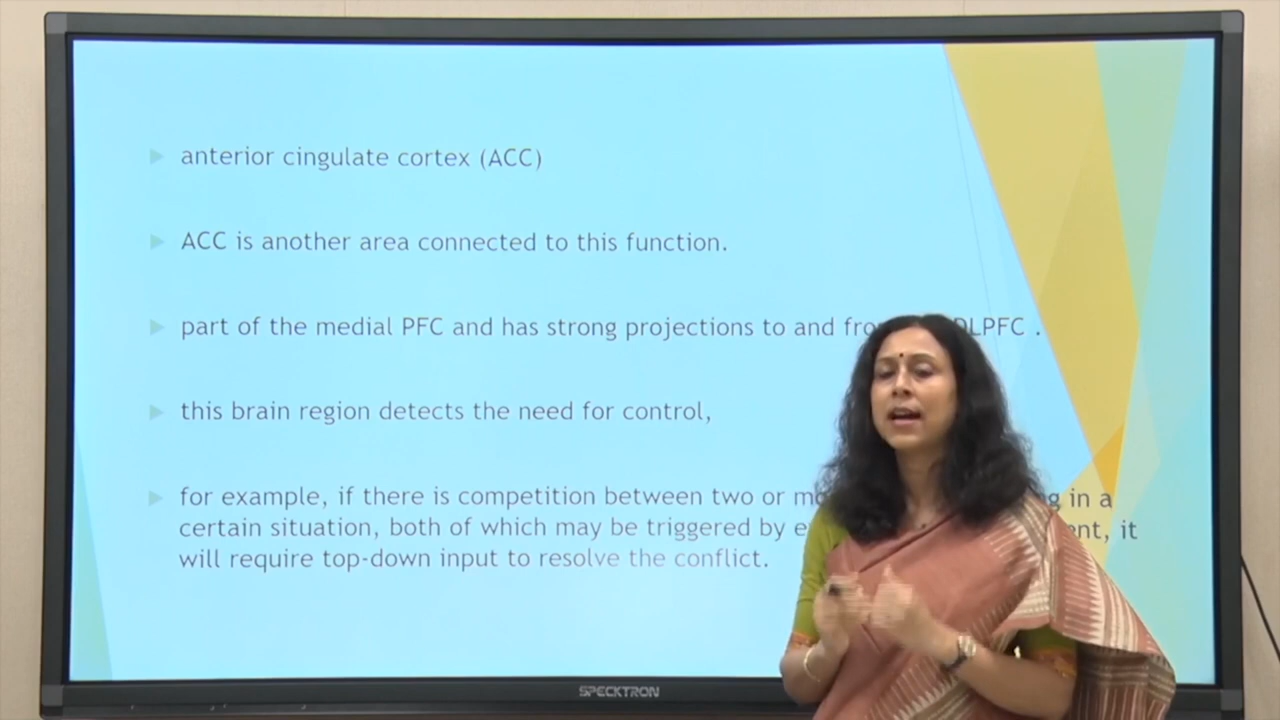 anterior cingulate cortex (ACC)
ACC is another area connected to this function.
part of the medial PFC and has strong projections to and DLPFC .
this brain region detects the need for control,
for example, if there is competition between two or in a
certain situation, both of which may be triggered by it
will require top-down input to resolve the conflict.
SPECKTRON